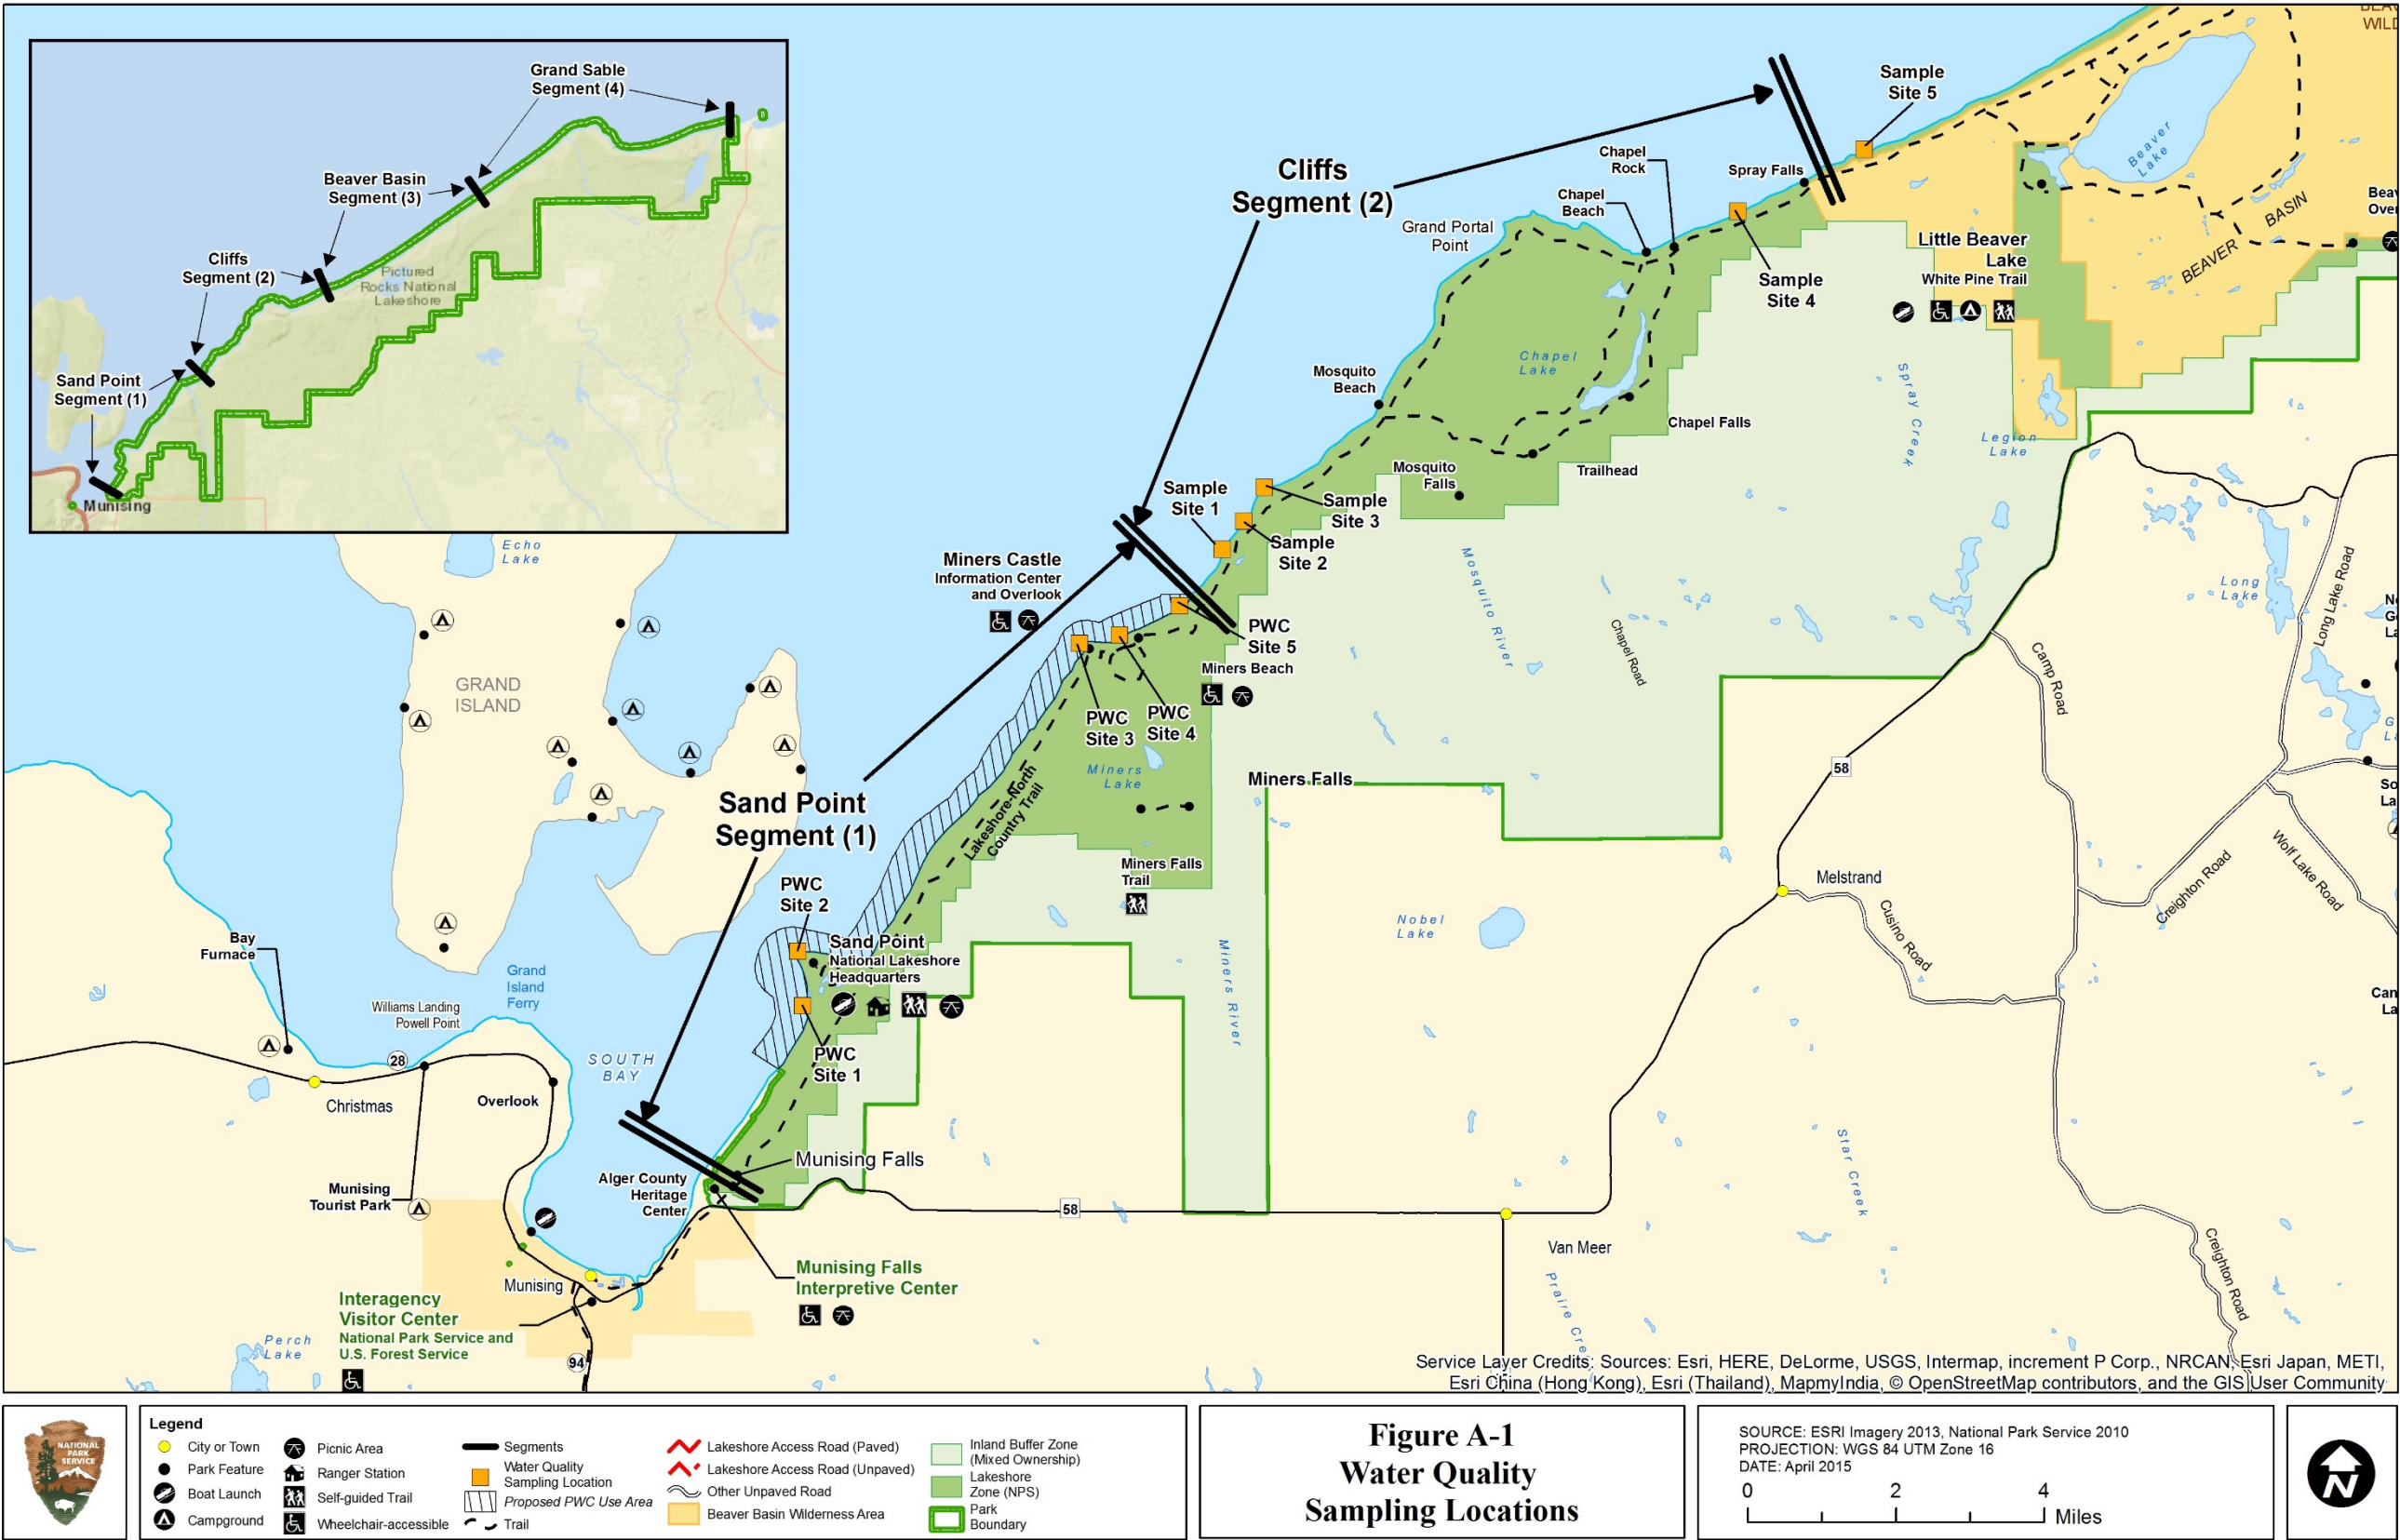 Grand Sable
Segment (4)
Beaver Basin
Segment (3)
Cliffs
Segment (2)
Pictured
Rocks National
Lakeshore
Sand Point
Segment (1)
Munising
Sample
Site 5
Beaver
Lake
Chapel
Rock
Spray Falls
Cliffs
Segment (2)
Chapel
Beach
Grand Portal
Point
BEAVER BASIN
Little Beaver
Lake
White Pine Trail
Sample
Site 4
Chapel
Lake
Mosquito
Beach
Spray Creek
Chapel Falls
Legion
Lake
Mosquito
Falls
Trailhead
Sample
Site 1
Sample
Site 3
Sample
Site 2
Echo
Lake
Miners Castle
Information Center
and Overlook
Mosquito River
Chapel Road
Long Lake Road
Long
Lake
PWC
Site 5
Miners Beach
Camp Road
GRAND
ISLAND
PWC
Site 3
PWC
Site 4
Miners
Lake
Miners Falls
58
Lakeshore-North
Country Trail
Sand Point
Segment (1)
Miners Falls
Trail
Melstrand
Creighton Road
Wolf Lake Road
Cusino Road
PWC
Site 2
Nobel
Lake
Miners River
Sand Point
National Lakeshore
Headquarters
Bay
Furnace
Grand
Island
Ferry
Williams Landing
Powell Point
28
SOUTH
BAY
PWC
Site 1
Christmas
Overlook
Munising Falls
Alger County
Heritage
Center
Munising
Tourist Park
58
Star Creek
Creighton Road
Van Meer
Munising Falls
Interpretive Center
Munising
Interagency
Visitor Center
National Park Service and
U.S. Forest Service
Perch
Lake
94
Service Layer Credits: Sources: Esri, HERE, DeLorme, USGS, Intermap, increment P Corp., NRCAN, Esri Japan, METI,
Esri China (Hong Kong), Esri (Thailand), MapmyIndia, © OpenStreetMap contributors, and the GIS User Community
NATIONAL
PARK
SERVICE
Legend
City or Town
Park Feature
Boat Launch
Campground
Picnic Area
Ranger Station
Self-guided Trail
Wheelchair-accessible
Segments
Water Quality
Sampling Location
Proposed PWC Use Area
Trail
Lakeshore Access Road (Paved)
Lakeshore Access Road (Unpaved)
Other Unpaved Road
Beaver Basin Wilderness Area
Inland Buffer Zone
(Mixed Ownership)
Lakeshore
Zone (NPS)
Park
Boundary
Figure A-1
Water Quality
Sampling Locations
SOURCE: ESRI Imagery 2013, National Park Service 2010
PROJECTION: WGS 84 UTM Zone 16
DATE: April 2015
0 2 4
Miles
N